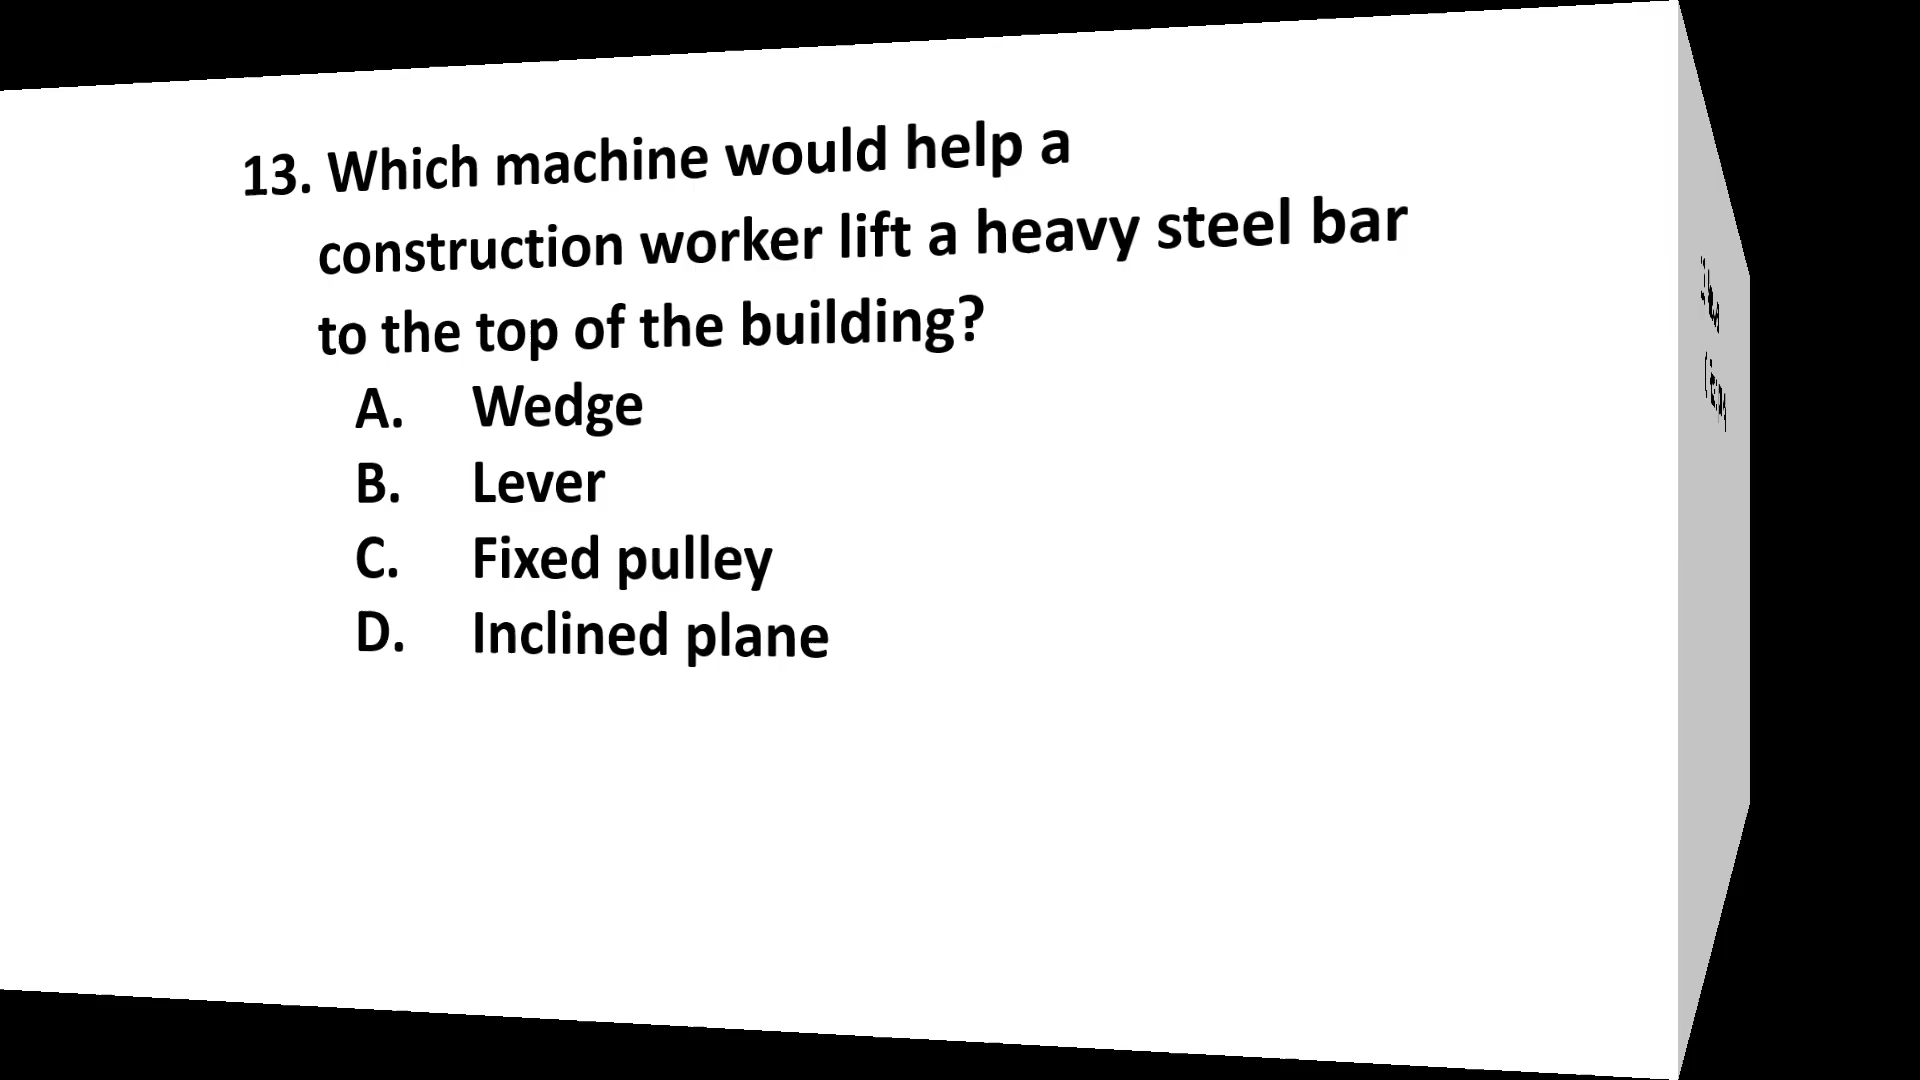 13. Which machine would help a
construction worker lift a heavy steel bar
to the top of the building?
A. Wedge
B. Lever
C. Fixed pulley
D. Inclined plane